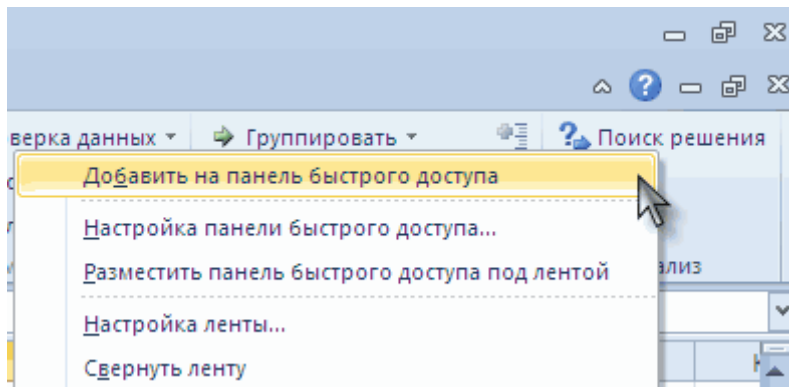 верка данных Группировать Поиск решения
Добавить на панель быстрого доступа
Настройка панели быстрого доступа...
Разместить панель быстрого доступа под лентой
ализ
Настройка ленты...
Свернуть ленту